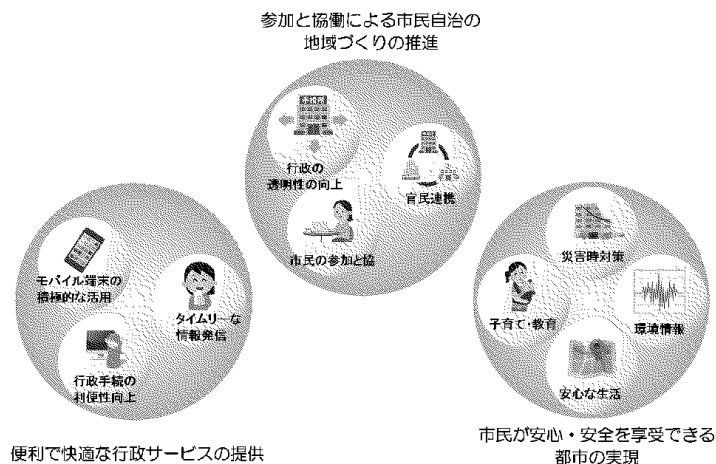 参加と協働による市民自治の
地域づくりの推進
行政の
透明性の向上
官民連携
市民の参加と協
モバイル端末の
積極的な活用
タイムリーな
情報発信
行政手続の
利便性向上
便利で快適な行政サービスの提供
災害時対策
子育て・教育
環境情報
安心な生活
市民が安心・安全を享受できる
都市の実現